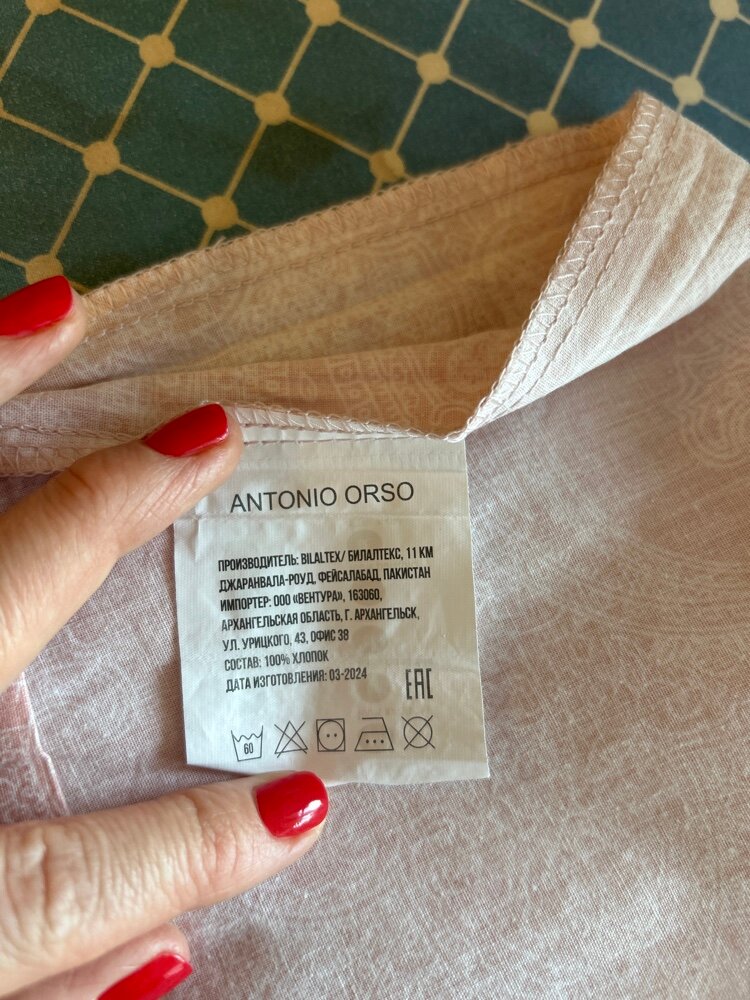 ANTONIO ORSO
ПРОИЗВОДИТЕЛЬ: BILALTEX/ БИЛАЛТЕКС, 11 КМ
ДЖАРАНВАЛА-РОУД, ФЕЙСАЛАБАД, ПАКИСТАН
ИМПОРТЕР: ООО «ВЕНТУРА», 163060,
АРХАНГЕЛЬСКАЯ ОБЛАСТЬ, Г. АРХАНГЕЛЬСК,
УЛ. УРИЦКОГО, 43, ОФИС 38
СОСТАВ: 100% ХЛОПОК
ДАТА ИЗГОТОВЛЕНИЯ: 03-2024
EAC
60